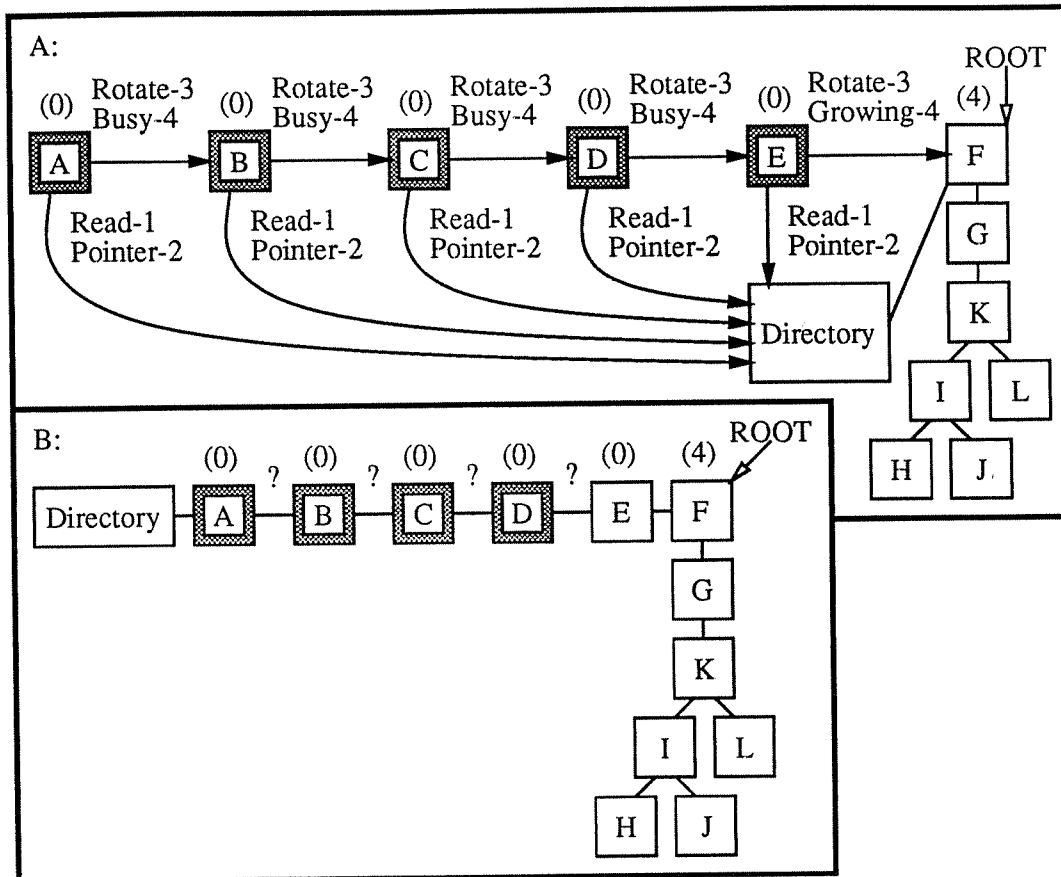 A:
ROOT
(0) Rotate-3 (0) Rotate-3 (0) Rotate-3 (0) Rotate-3 (0) Rotate-3 (4)
Busy-4 Busy-4 Busy-4 Busy-4 Growing-4
A B C D E F
Read-1 Read-1 Read-1 Read-1 Read-1
Pointer-2 Pointer-2 Pointer-2 Pointer-2 Pointer-2
G
K
Directory
I L
H J
B:
ROOT
(0) ? (0) ? (0) ? (0) ? (0) (4)
Directory A B C D E F
G
K
I L
H J